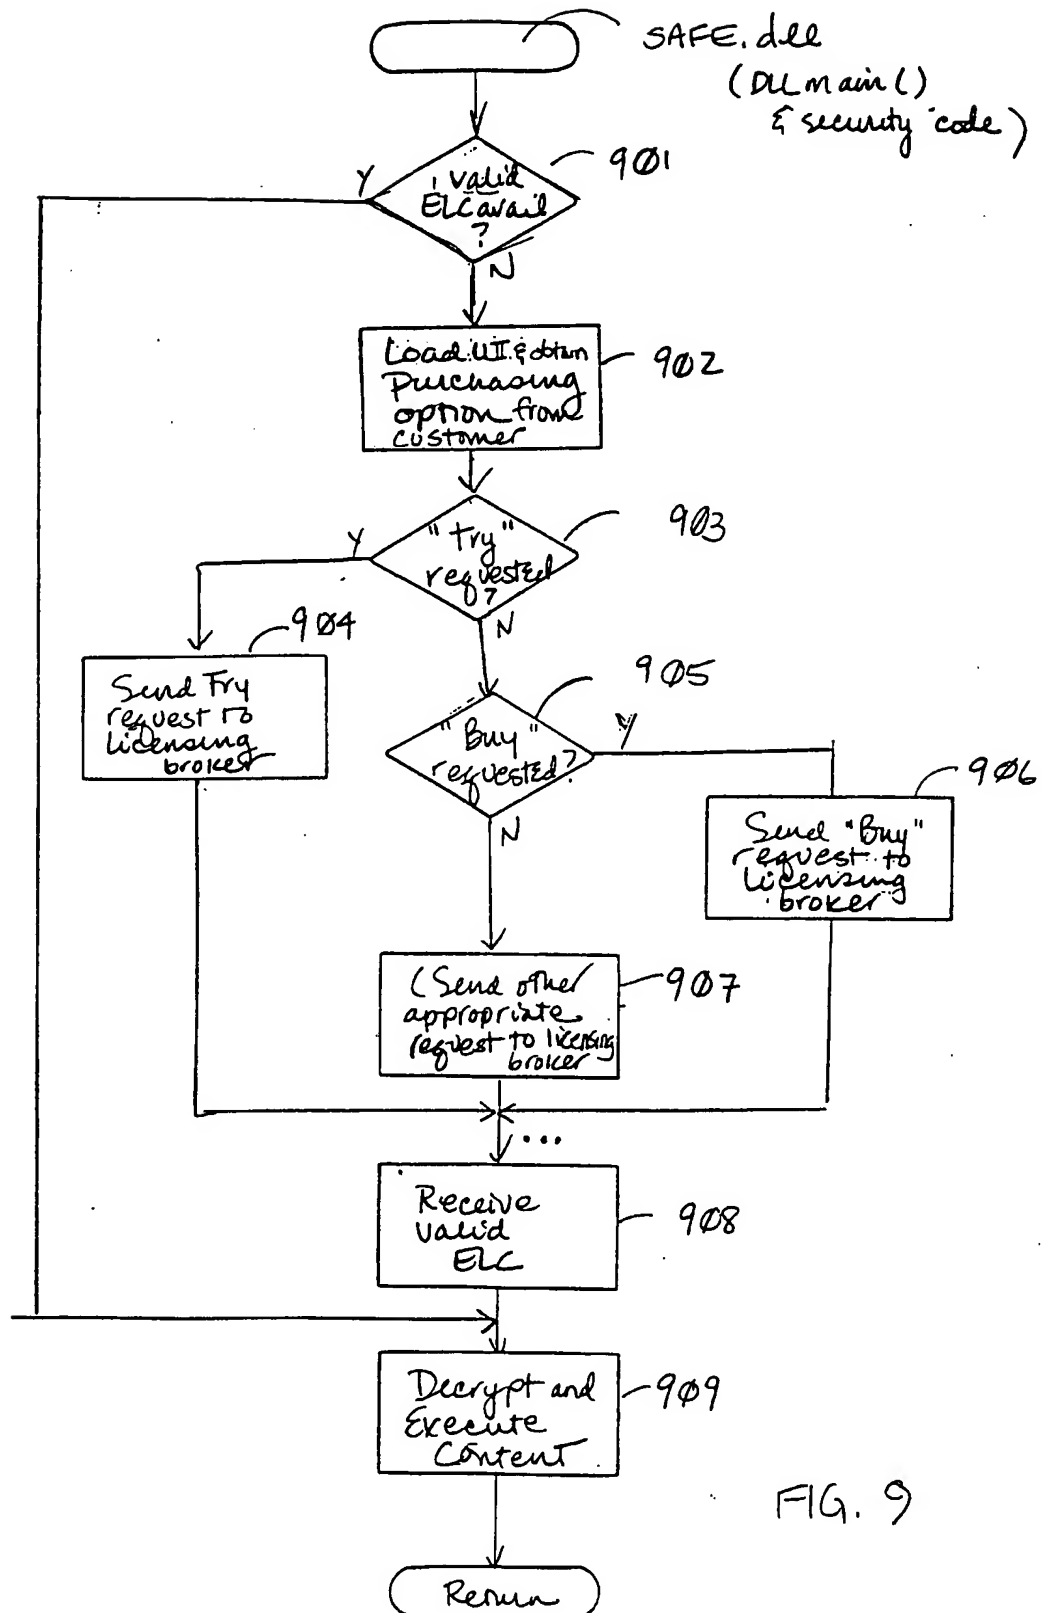 SAFE.dll
(DLLmain()
& security code)
901
Y
valid
ELC avail
?
N
Load UI & obtain
purchasing
option from
customer
902
903
Y
"Try"
requested
?
N
904
Send Try
request to
licensing
broker
905
"Buy"
requested?
Y
N
906
Send "Buy"
request to
licensing
broker
(Send other
appropriate
request to licensing
broker
907
...
Receive
valid
ELC
908
Decrypt and
Execute
Content
909
FIG. 9
Return